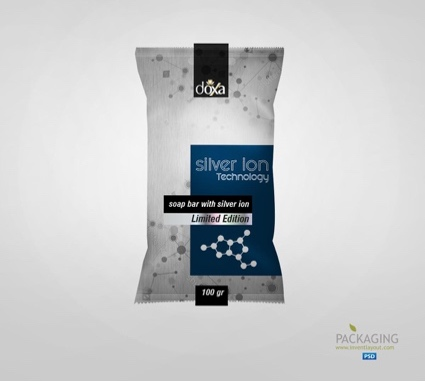 doxa
silver Ion
Technology
soap bar with silver ion
Limited Edition
100 gr
PACKAGING
PSD